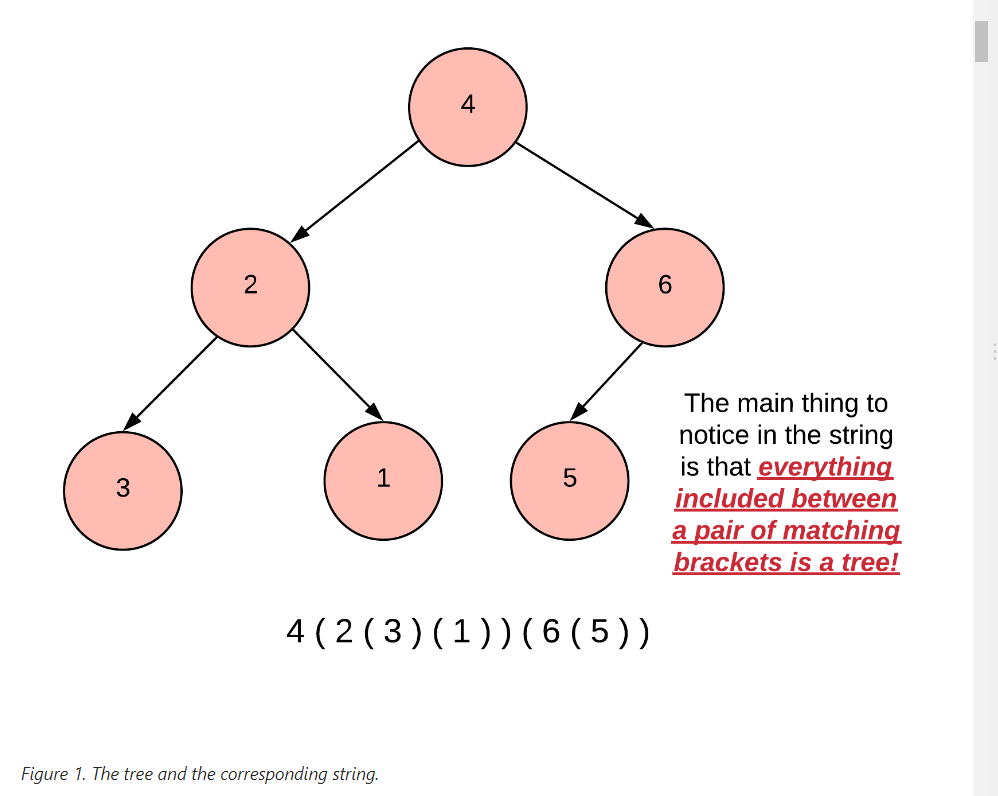 4
2
6
3
1
5
The main thing to
notice in the string
is that everything
included between
a pair of matching
brackets is a tree!
4 ( 2 ( 3 ) ( 1 ) ) ( 6 ( 5 ) )
Figure 1. The tree and the corresponding string.